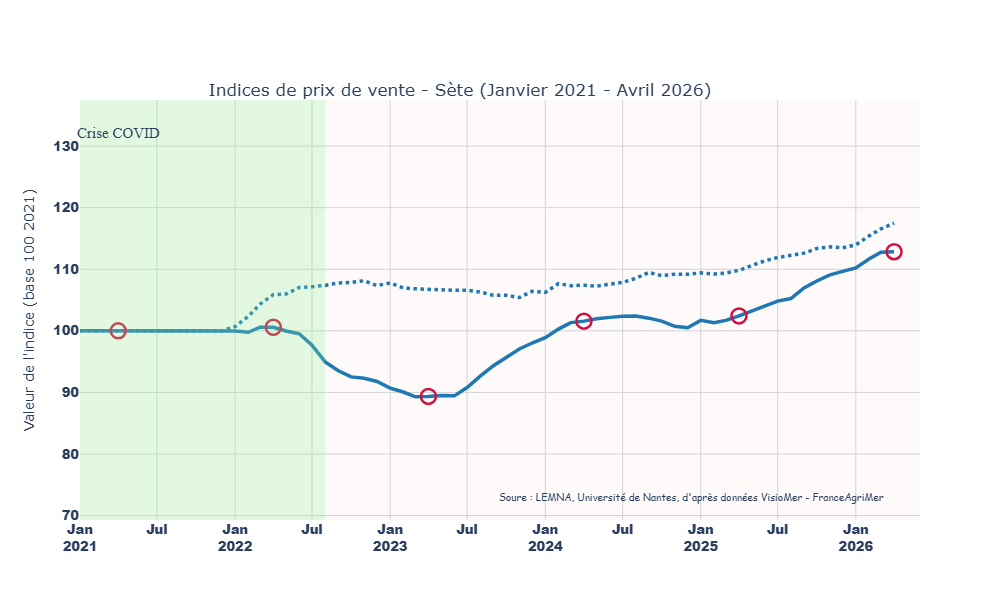 Indices de prix de vente - Sète (Janvier 2021 - Avril 2026)
Crise COVID
Valeur de l'indice (base 100 2021)
130
120
110
100
90
80
70
Soure : LEMNA, Université de Nantes, d'après données VisioMer - FranceAgriMer
Jan Jul Jan Jul Jan Jul Jan Jul Jan Jul Jan
2021 2022 2023 2024 2025 2026